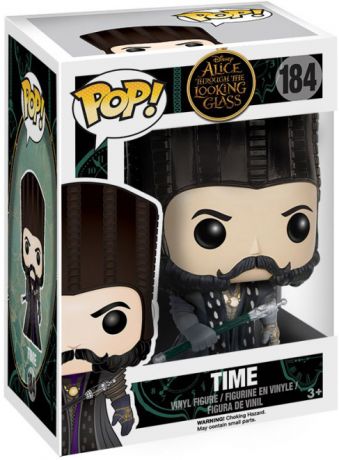 POP!
DISNEY
ALICE
THROUGH THE
LOOKING
GLASS
184
TIME
TIME
VINYL FIGURE / FIGURINE EN VINYLE /
FIGURA DE VINIL
WARNING! CHOKING HAZARD.
May contain small parts.
3+
POP!